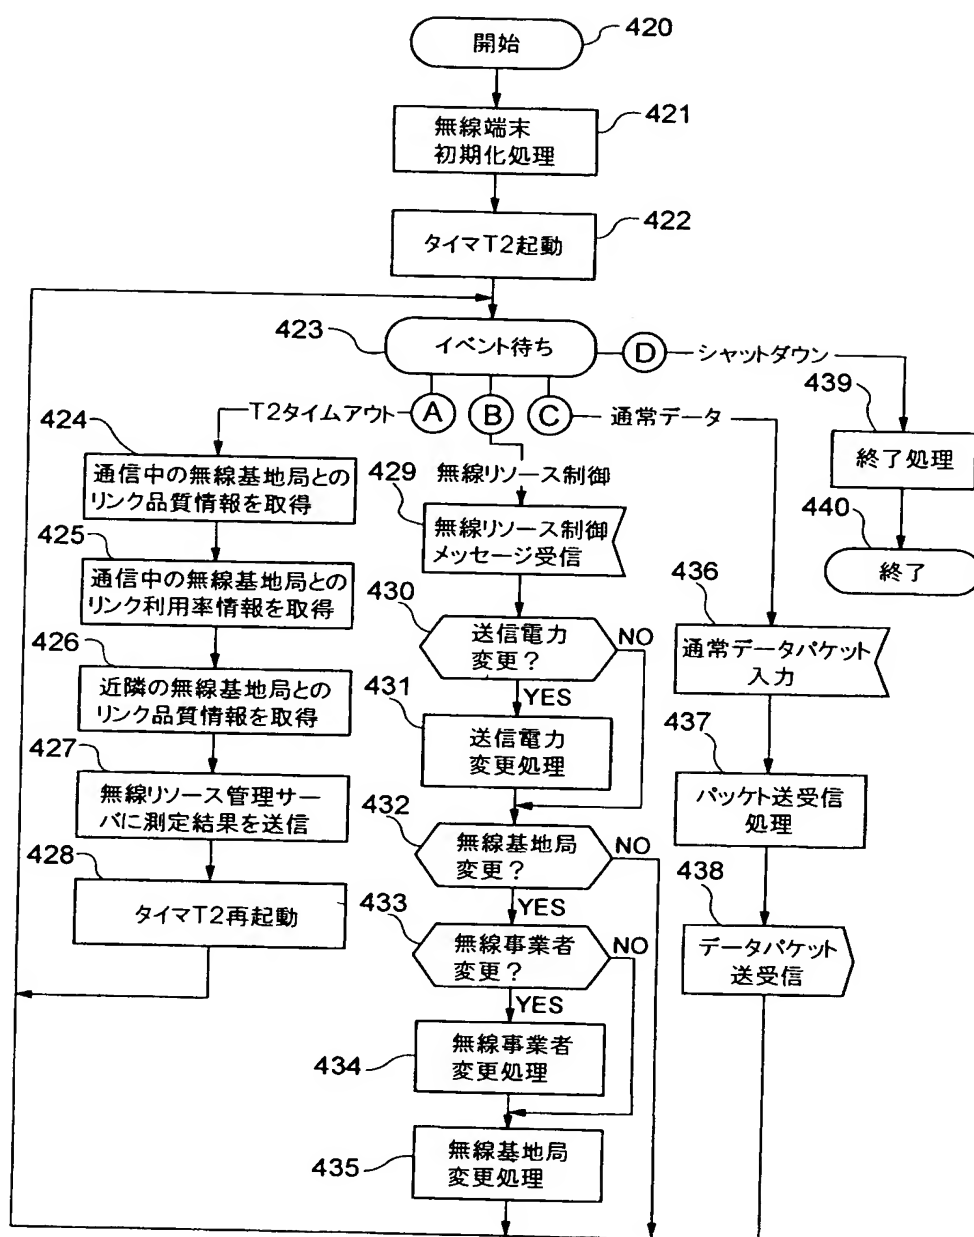 開始
420
無線端末
初期化処理
421
タイマT2起動
422
423
イベント待ち
D
シャットダウン
T2タイムアウト
A
B
C
通常データ
424
通信中の無線基地局との
リンク品質情報を取得
425
通信中の無線基地局との
リンク利用率情報を取得
426
近隣の無線基地局との
リンク品質情報を取得
427
無線リソース管理サー
バに測定結果を送信
428
タイマT2再起動
無線リソース制御
429
無線リソース制御
メッセージ受信
430
送信電力
変更?
NO
YES
431
送信電力
変更処理
432
無線基地局
変更?
NO
YES
433
無線事業者
変更?
NO
YES
434
無線事業者
変更処理
435
無線基地局
変更処理
436
通常データパケット
入力
437
パッケト送受信
処理
438
データパケット
送受信
439
終了処理
440
終了